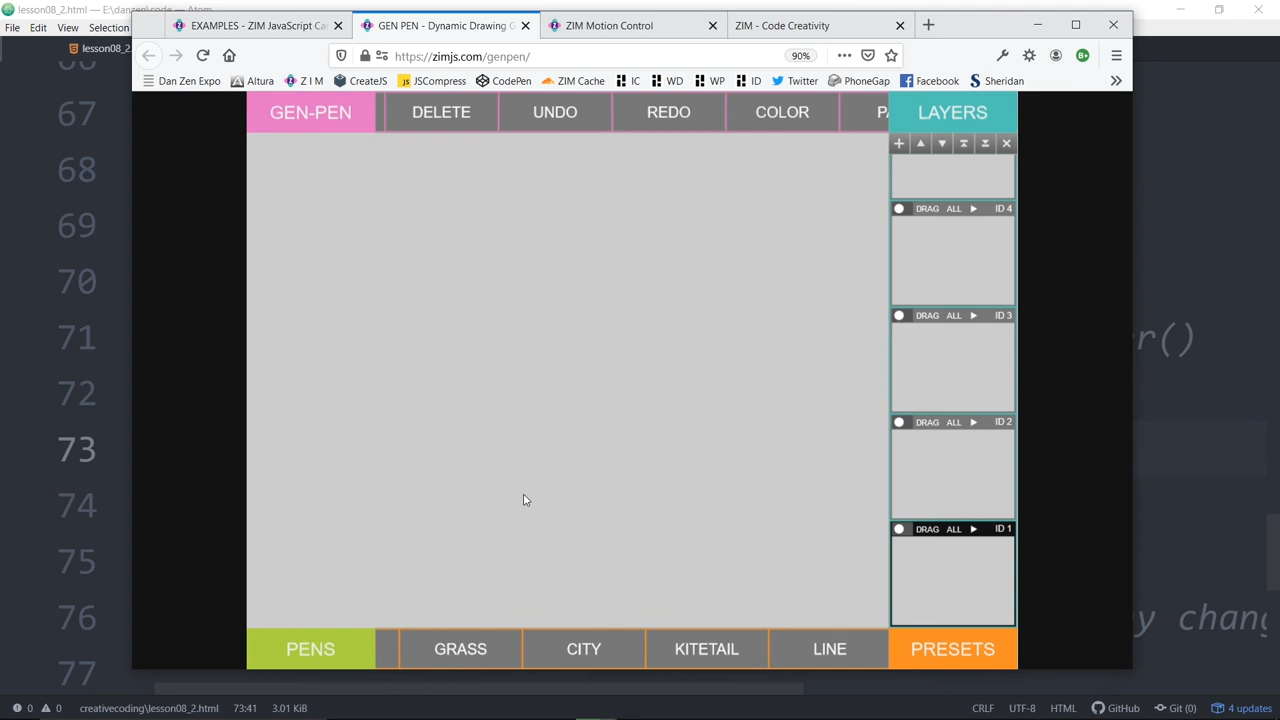 lesson08_2.html — E:\danzen\code — Atom
File Edit View Selection
lesson08_2.
EXAMPLES - ZIM JavaScript Ca
GEN PEN - Dynamic Drawing G
ZIM Motion Control
ZIM - Code Creativity
https://zimjs.com/genpen/
90%
Dan Zen Expo Altura Z I M CreateJS JSCompress CodePen ZIM Cache IC WD WP ID Twitter PhoneGap Facebook Sheridan
GEN-PEN DELETE UNDO REDO COLOR PA LAYERS
DRAG ALL ID 4
DRAG ALL ID 3
DRAG ALL ID 2
DRAG ALL ID 1
PENS GRASS CITY KITETAIL LINE PRESETS
67
68
69
70
71 er()
72
73
74
75
76 y chang
77
0 0 creativecoding\lesson08_2.html 73:41 3.01 KiB CRLF UTF-8 HTML GitHub Git (0) 4 updates